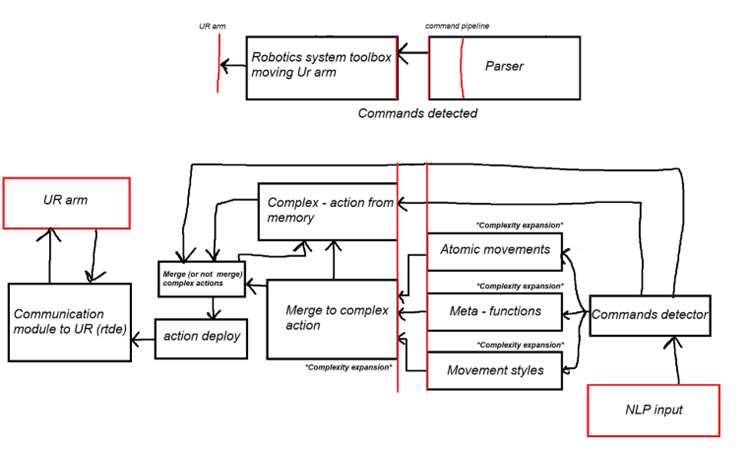 UR arm
command pipeline
Robotics system toolbox
moving Ur arm
Parser
Commands detected
UR arm
Complex - action from
memory
"Complexity expansion"
Atomic movements
Merge (or not merge)
complex actions
"Complexity expansion"
Communication
module to UR (rtde)
action deploy
Merge to complex
action
Meta - functions
Commands detector
"Complexity expansion"
Movement styles
"Complexity expansion"
NLP input